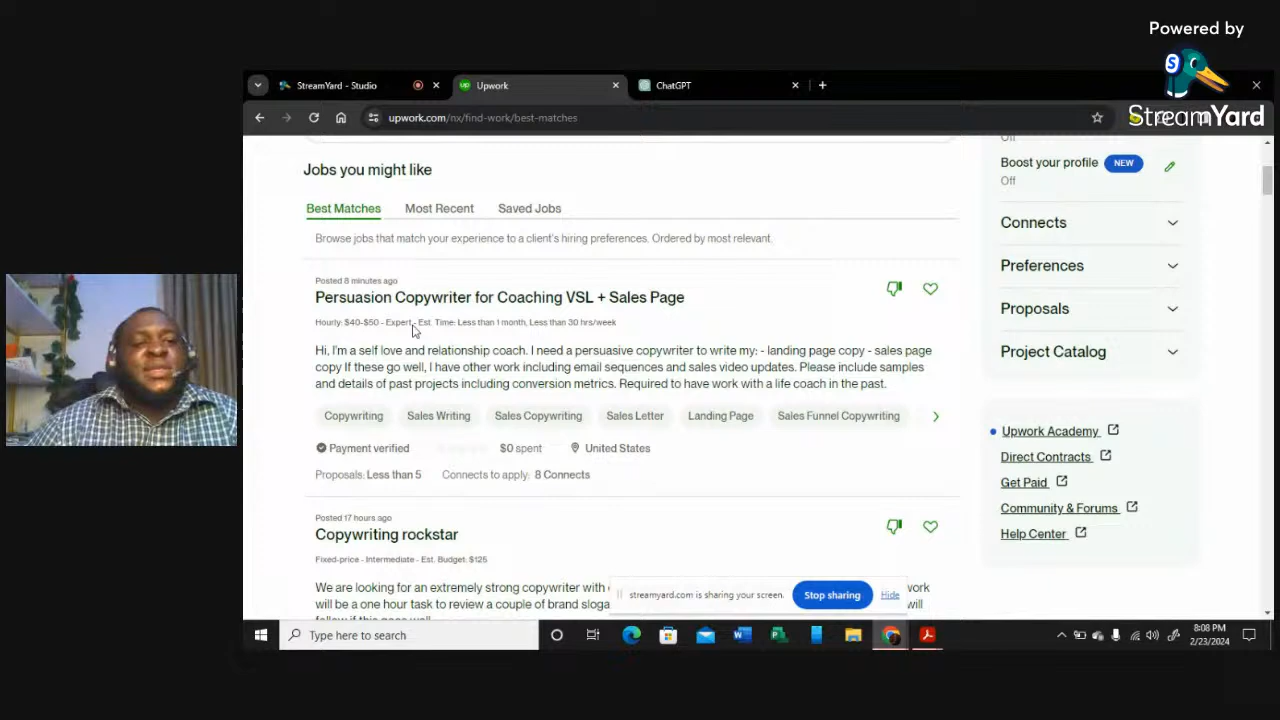 Powered by
StreamYard
StreamYard - Studio
Upwork
ChatGPT
upwork.com/nx/find-work/best-matches
Jobs you might like
Best Matches
Most Recent
Saved Jobs
Browse jobs that match your experience to a client's hiring preferences. Ordered by most relevant.
Posted 8 minutes ago
Persuasion Copywriter for Coaching VSL + Sales Page
Hourly: $40-$50 - Expert - Est. Time: Less than 1 month, Less than 30 hrs/week
Hi, I'm a self love and relationship coach. I need a persuasive copywriter to write my: - landing page copy - sales page
copy If these go well, I have other work including email sequences and sales video updates. Please include samples
and details of past projects including conversion metrics. Required to have work with a life coach in the past.
Copywriting
Sales Writing
Sales Copywriting
Sales Letter
Landing Page
Sales Funnel Copywriting
Payment verified
$0 spent
United States
Proposals: Less than 5
Connects to apply: 8 Connects
Posted 17 hours ago
Copywriting rockstar
Fixed-price - Intermediate - Est. Budget: $125
We are looking for an extremely strong copywriter with
will be a one hour task to review a couple of brand
will
Off
Boost your profile
NEW
Off
Connects
Preferences
Proposals
Project Catalog
Upwork Academy
Direct Contracts
Get Paid
Community & Forums
Help Center
streamyard.com is sharing your screen.
Stop sharing
Hide
Type here to search
8:08 PM
2/23/2024